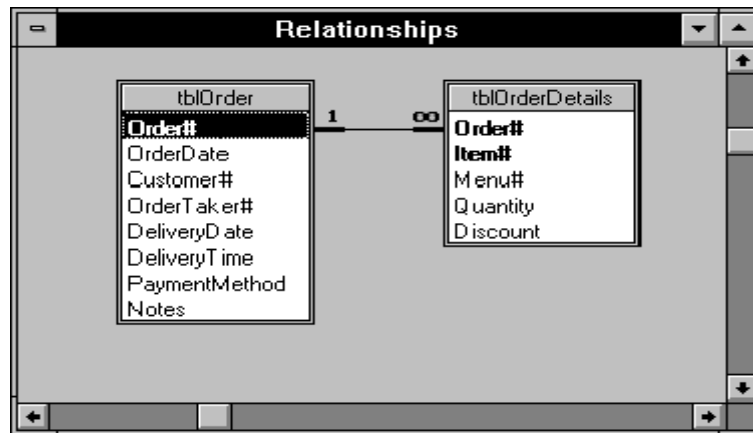 Relationships
tblOrder
Order#
OrderDate
Customer#
OrderTaker#
DeliveryDate
DeliveryTime
PaymentMethod
Notes
1 ∞
tblOrderDetails
Order#
Item#
Menu#
Quantity
Discount